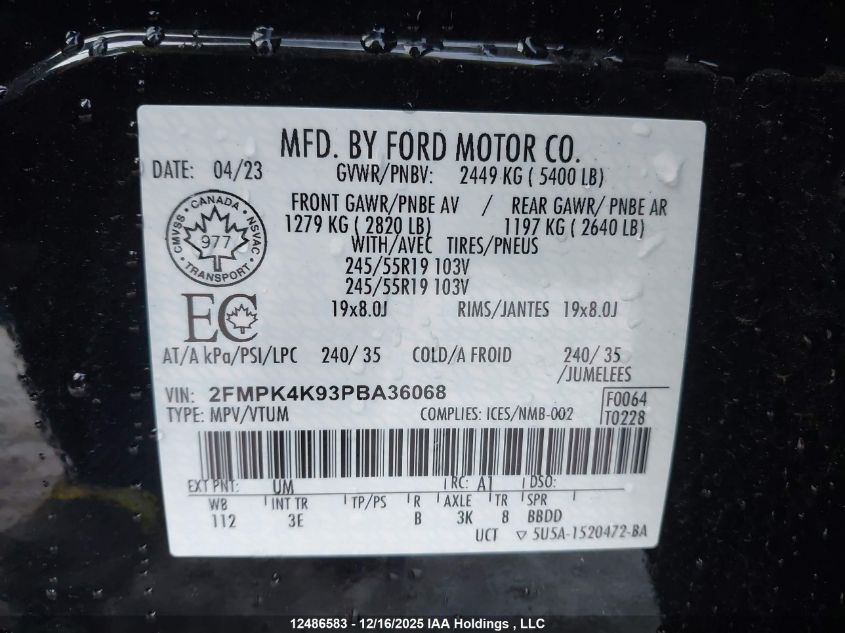 MFD. BY FORD MOTOR CO.
DATE: 04/23 GVWR/PNBV: 2449 KG ( 5400 LB)
FRONT GAWR/PNBE AV / REAR GAWR/ PNBE AR
1279 KG ( 2820 LB) 1197 KG ( 2640 LB)
WITH/AVEC TIRES/PNEUS
245/55R19 103V
245/55R19 103V
19x8.0J RIMS/JANTES 19x8.0J
CANADA
CMVSS NSVAC
977
TRANSPORT
EC
AT/A kPa/PSI/LPC 240/ 35 COLD/A FROID 240/ 35
/JUMELEES
VIN: 2FMPK4K93PBA36068
TYPE: MPV/VTUM COMPLIES: ICES/NMB-002
F0064
T0228
EXT PNT: UM RC: A1 DSO:
WB INT TR TP/PS R AXLE TR SPR
112 3E B 3K 8 BBDD
UCT ▽ 5U5A-1520472-BA
12486583 - 12/16/2025 IAA Holdings , LLC